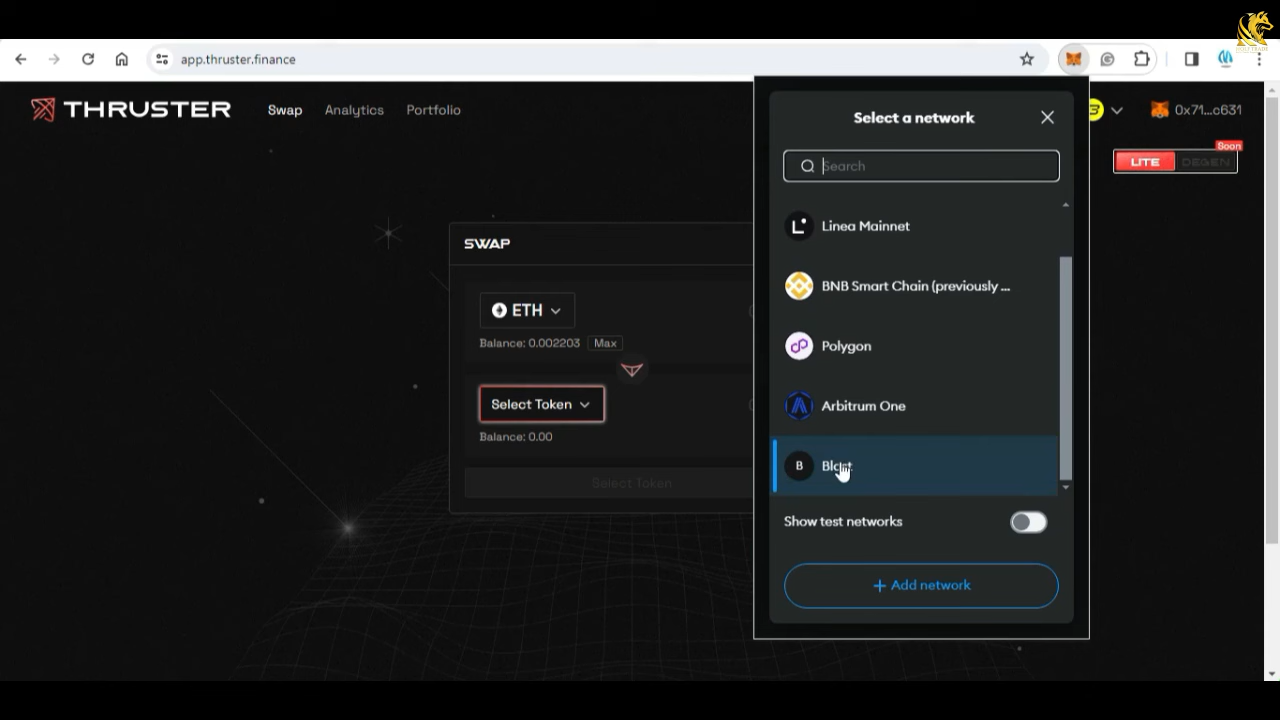 app.thruster.finance
THRUSTER
Swap
Analytics
Portfolio
0x71...c631
Soon
LITE
DEGEN
SWAP
ETH
Balance: 0.002203
Max
Select Token
Balance: 0.00
Select Token
Select a network
Search
Linea Mainnet
BNB Smart Chain (previously ...
Polygon
Arbitrum One
B
Show test networks
+ Add network